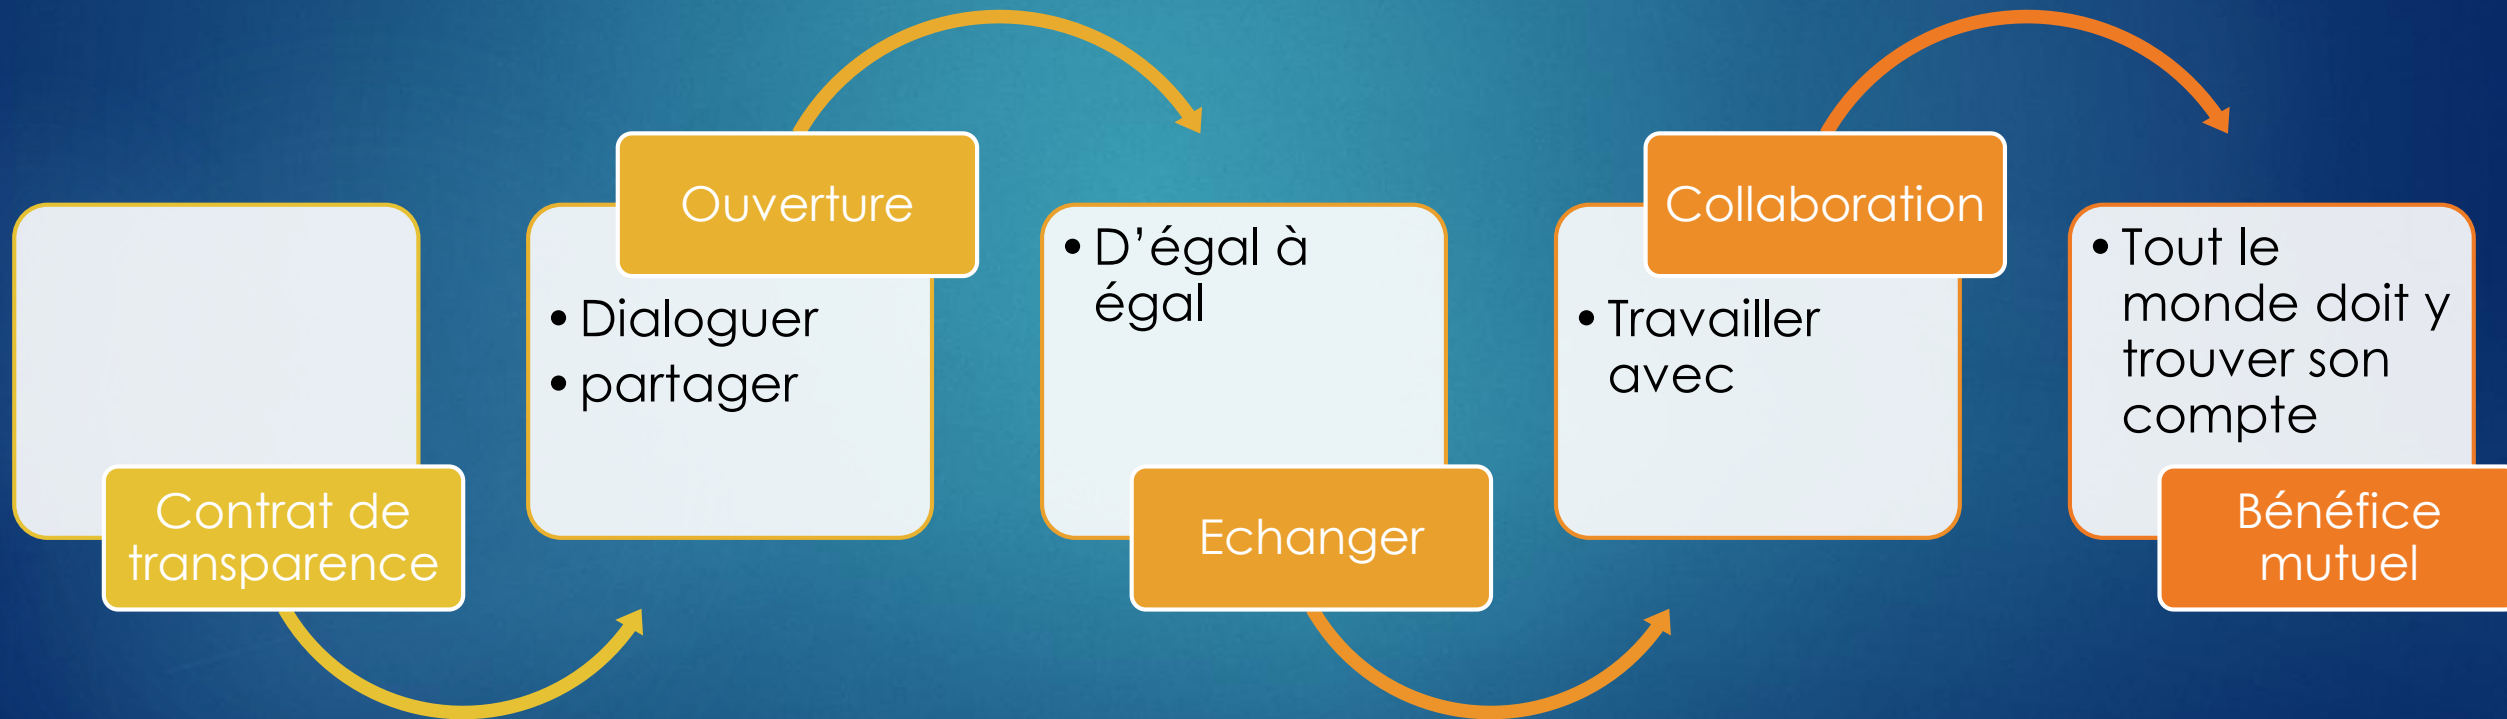 Contrat de
transparence
Ouverture
• Dialoguer
• partager
• D'égal à
égal
Echanger
Collaboration
• Travailler
avec
• Tout le
monde doit y
trouver son
compte
Bénéfice
mutuel